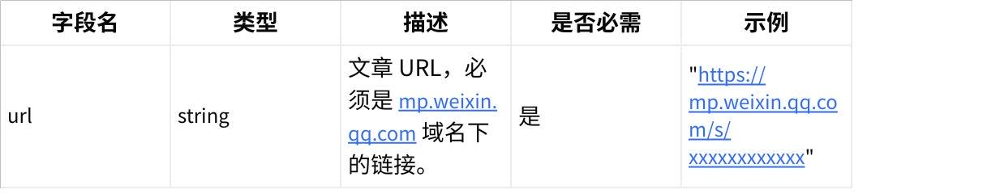 字段名 类型 描述 是否必需 示例
url string 文章 URL，必
须是 mp.weixin.
qq.com 域名下
的链接。 是 "https://
mp.weixin.qq.co
m/s/
xxxxxxxxxxxx"